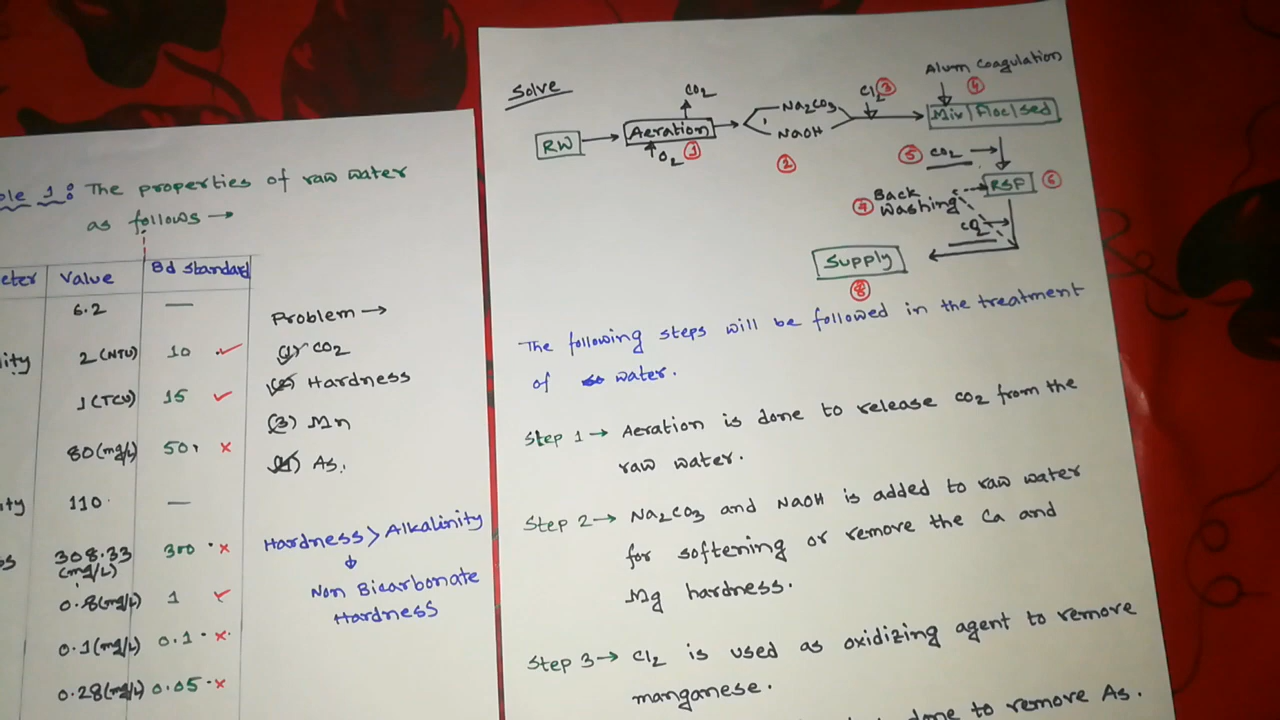 ple 1: The properties of raw water
as follows →
eter Value Bd standard
6.2 —
lity 2 (NTU) 10 ✓
1 (TCU) 15 ✓
80 (mg/L) 50 ×
ity 110 —
ss 308.33 (mg/L) 300 ×
0.8 (mg/L) 1 ✓
0.1 (mg/L) 0.1 ×
0.28 (mg/L) 0.05 ×
Problem →
(1) CO2
(2) Hardness
(3) Mn
(4) As.
Hardness > Alkalinity
↓
Non Bicarbonate
Hardness
Solve
RW → Aeration → Na2CO3
NaOH
CO2
O2
①
②
Cl2 ③
Alum Coagulation
④
Mix/Floc/Sed
⑤ CO2 →
RSF ⑥
⑦ Back
Washing
CO2
Supply
⑧
The following steps will be followed in the treatment
of water.
Step 1 → Aeration is done to release CO2 from the
raw water.
Step 2 → Na2CO3 and NaOH is added to raw water
for softening or remove the Ca and
Mg hardness.
Step 3 → Cl2 is used as oxidizing agent to remove
manganese.
done to remove As.